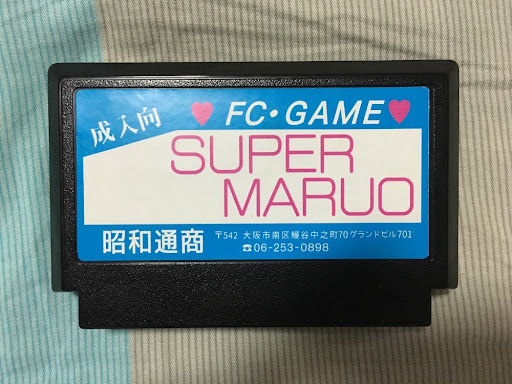 成人向
♥ FC・GAME ♥
SUPER
MARUO
昭和通商
〒542 大阪市南区鰻谷中之町70グランドビル701
☎06-253-0898